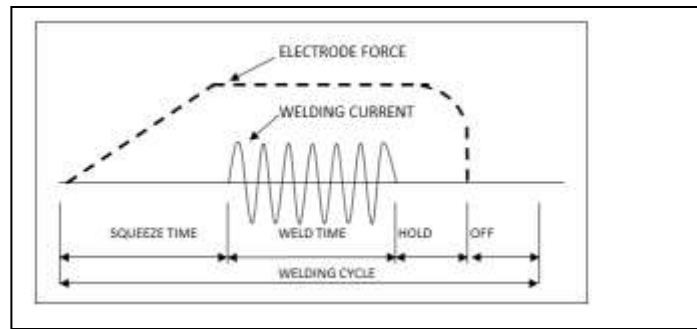 ELECTRODE FORCE
WELDING CURRENT
SQUEEZE TIME WELD TIME HOLD OFF
WELDING CYCLE